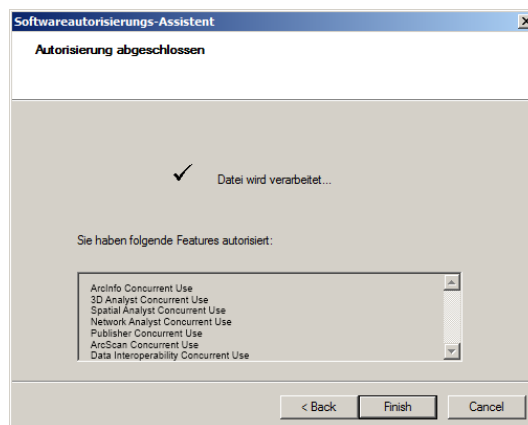 Softwareautorisierungs-Assistent
Autorisierung abgeschlossen
Datei wird verarbeitet...
Sie haben folgende Features autorisiert:
ArcInfo Concurrent Use
3D Analyst Concurrent Use
Spatial Analyst Concurrent Use
Network Analyst Concurrent Use
Publisher Concurrent Use
ArcScan Concurrent Use
Data Interoperability Concurrent Use
< Back Finish Cancel